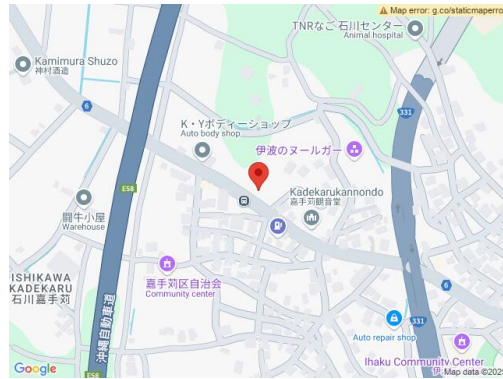 Map error: g.co/staticmaperro
TNRなご石川センター
Animal hospital
Kamimura Shuzo
神村酒造
6
331
K・Yボディーショップ
Auto body shop
伊波のヌールガー
E58
Kadekarukannondo
嘉手苅観音堂
闘牛小屋
Warehouse
嘉手苅区自治会
Community center
ISHIKAWA
KADEKARU
石川嘉手苅
E58
沖縄自動車道
6
331
Auto repair shop
Ihaku Community Center
伊
Google
Map data ©2025